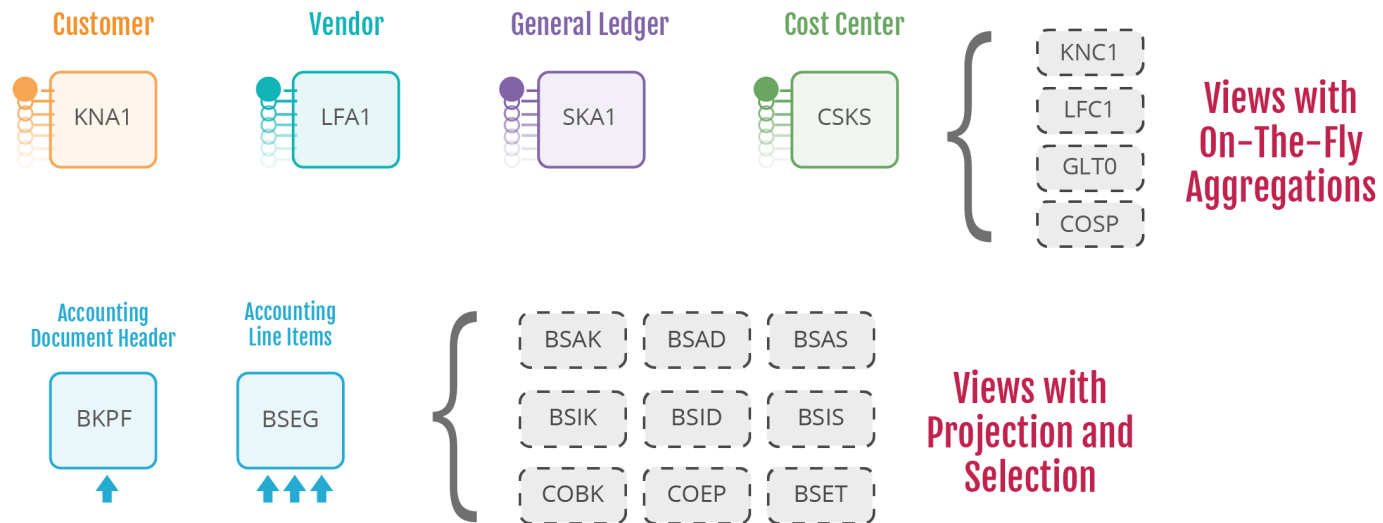 Customer
Vendor
General Ledger
Cost Center
KNA1
LFA1
SKA1
CSKS
KNC1
LFC1
GLT0
COSP
Views with
On-The-Fly
Aggregations
Accounting
Document Header
Accounting
Line Items
BKPF
BSEG
BSAK
BSAD
BSAS
BSIK
BSID
BSIS
COBK
COEP
BSET
Views with
Projection and
Selection